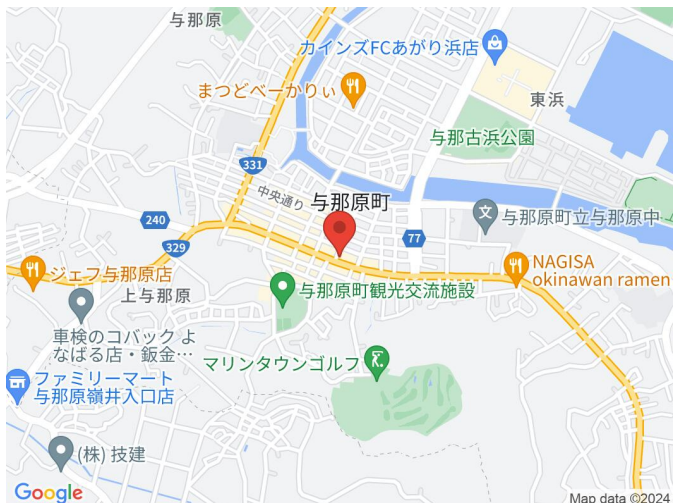 与那原
カインズFCあがり浜店
まつどべーかりぃ
東浜
与那古浜公園
331
中央通り
与那原町
240
77
与那原町立与那原中
329
NAGISA
okinawan ramen
ジェフ与那原店
上与那原
与那原町観光交流施設
車検のコバック よ
なばる店・鈑金…
マリンタウンゴルフ
ファミリーマート
与那原嶺井入口店
(株) 技建
Google
Map data ©2024